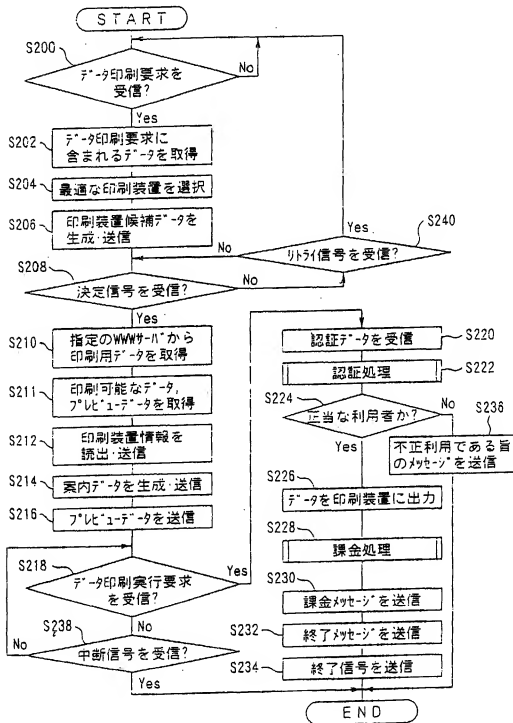 START
S200
データ印刷要求を
受信?
No
Yes
S202
データ印刷要求に
含まれるデータを取得
S204
最適な印刷装置を選択
S206
印刷装置候補データを
生成·送信
Yes
S240
リトライ信号を受信?
No
S208
決定信号を受信?
No
Yes
S210
指定のWWWサーバから
印刷用データを取得
S211
印刷可能なデータ,
プレビューデータを取得
S212
印刷装置情報を
読出·送信
S214
案内データを生成·送信
S216
プレビューデータを送信
S218
データ印刷実行要求
を受信?
Yes
No
S238
中断信号を受信?
No
Yes
認証データを受信
S220
認証処理
S222
S224
正当な利用者か?
No
S236
Yes
不正利用である旨
のメッセージを送信
S226
データを印刷装置に出力
S228
課金処理
S230
課金メッセージを送信
S232
終了メッセージを送信
S234
終了信号を送信
END